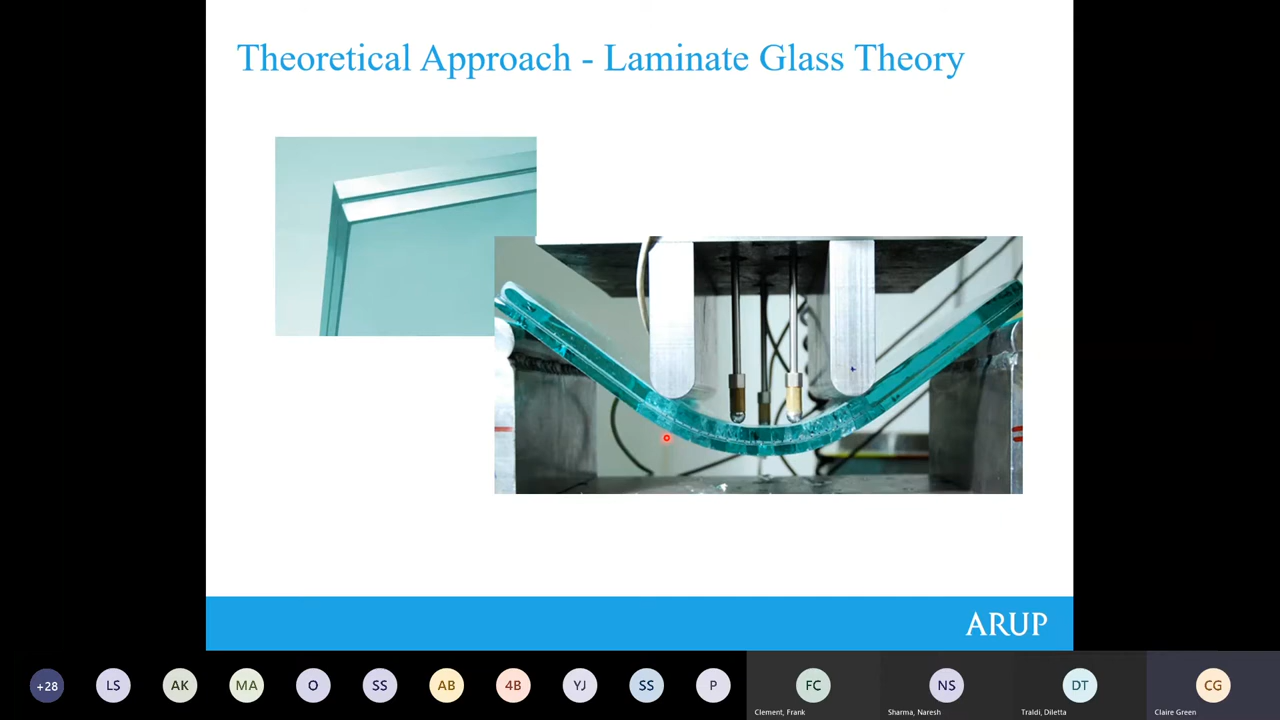 Theoretical Approach - Laminate Glass Theory
ARUP
+28
LS
AK
MA
O
SS
AB
4B
YJ
SS
P
FC
NS
DT
CG
Clement, Frank
Sharma, Naresh
Traldi, Diletta
Claire Green